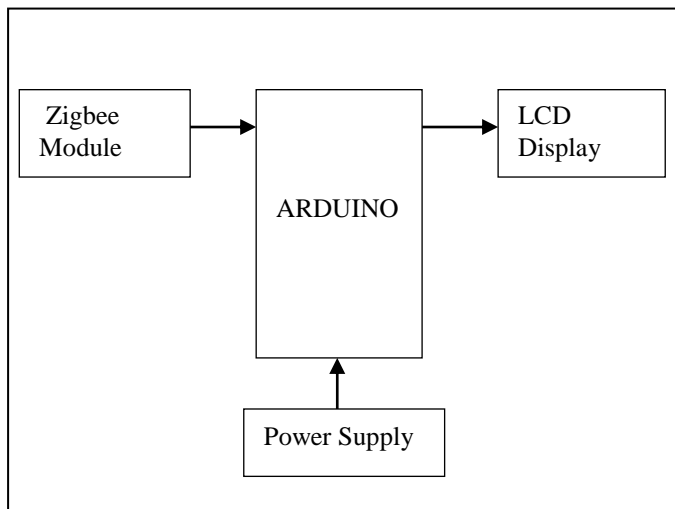 Zigbee
Module
ARDUINO
LCD
Display
Power Supply